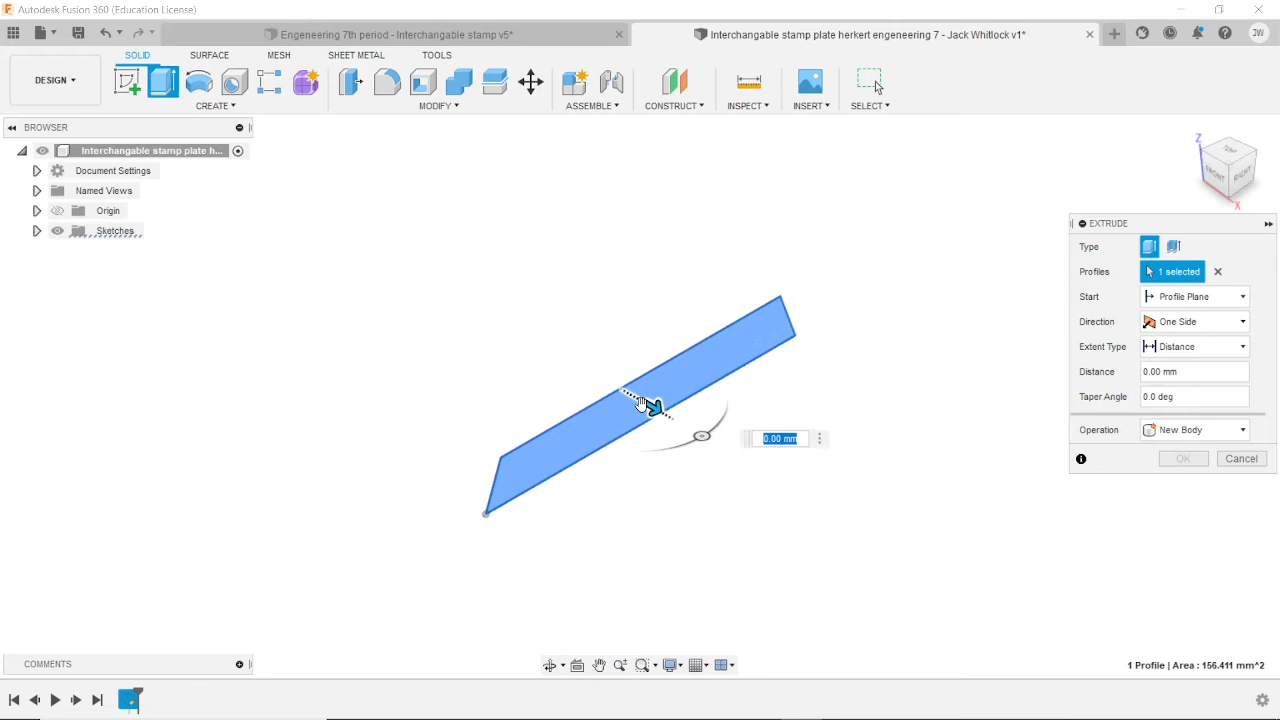 Autodesk Fusion 360 (Education License)
Engeneering 7th period - Interchangable stamp v5*
Interchangable stamp plate herkert engeneering 7 - Jack Whitlock v1*
JW
DESIGN
SOLID
SURFACE
MESH
SHEET METAL
TOOLS
CREATE
MODIFY
ASSEMBLE
CONSTRUCT
INSPECT
INSERT
SELECT
BROWSER
Interchangable stamp plate h...
Document Settings
Named Views
Origin
Sketches
Z
TOP
FRONT
RIGHT
X
EXTRUDE
Type
Profiles
1 selected
Start
Profile Plane
Direction
One Side
Extent Type
Distance
Distance
0.00 mm
Taper Angle
0.0 deg
Operation
New Body
OK
Cancel
0.00 mm
COMMENTS
1 Profile | Area : 156.411 mm^2